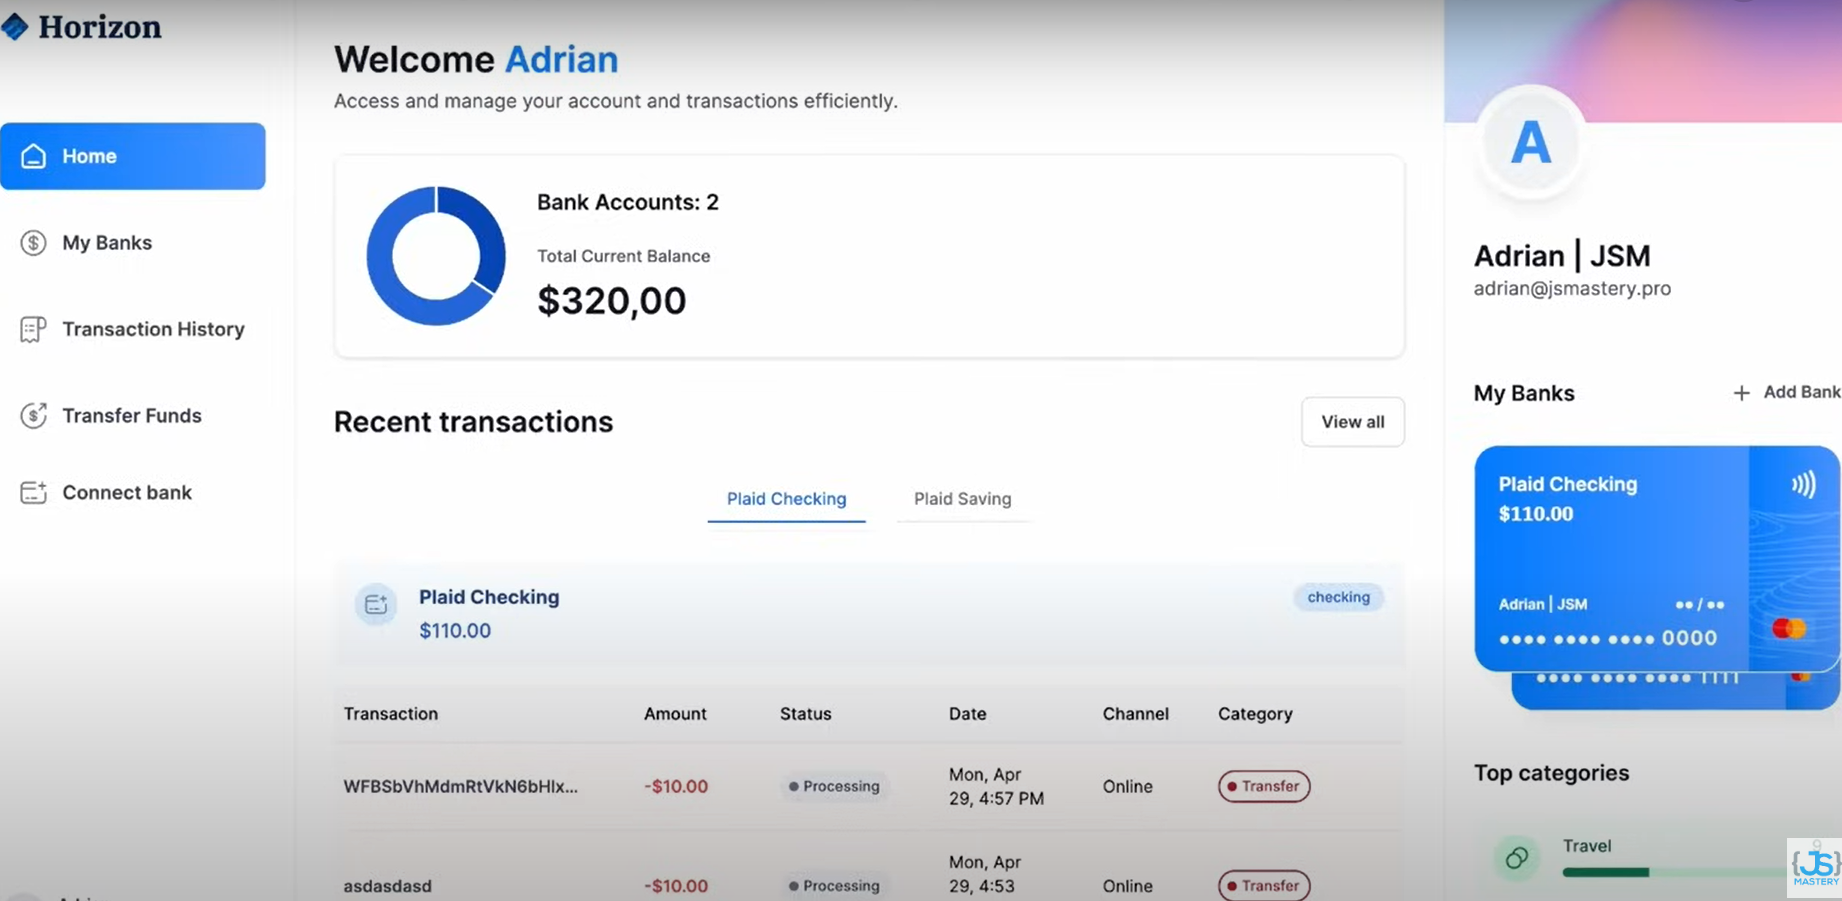 Horizon
Home
My Banks
Transaction History
Transfer Funds
Connect bank
Welcome Adrian
Access and manage your account and transactions efficiently.
Bank Accounts: 2
Total Current Balance
$320,00
Recent transactions
View all
Plaid Checking
Plaid Saving
Plaid Checking
checking
$110.00
Transaction Amount Status Date Channel Category
WFBSbVhMdmRtVkN6bHlx... -$10.00 Processing Mon, Apr 29, 4:57 PM Online Transfer
asdasdasd -$10.00 Processing Mon, Apr 29, 4:53 Online Transfer
A
Adrian | JSM
adrian@jsmastery.pro
My Banks
+ Add Bank
Plaid Checking
$110.00
Adrian | JSM •• / ••
•••• •••• •••• 0000
•••• •••• •••• 1111
Top categories
Travel
{JS}
MASTERY